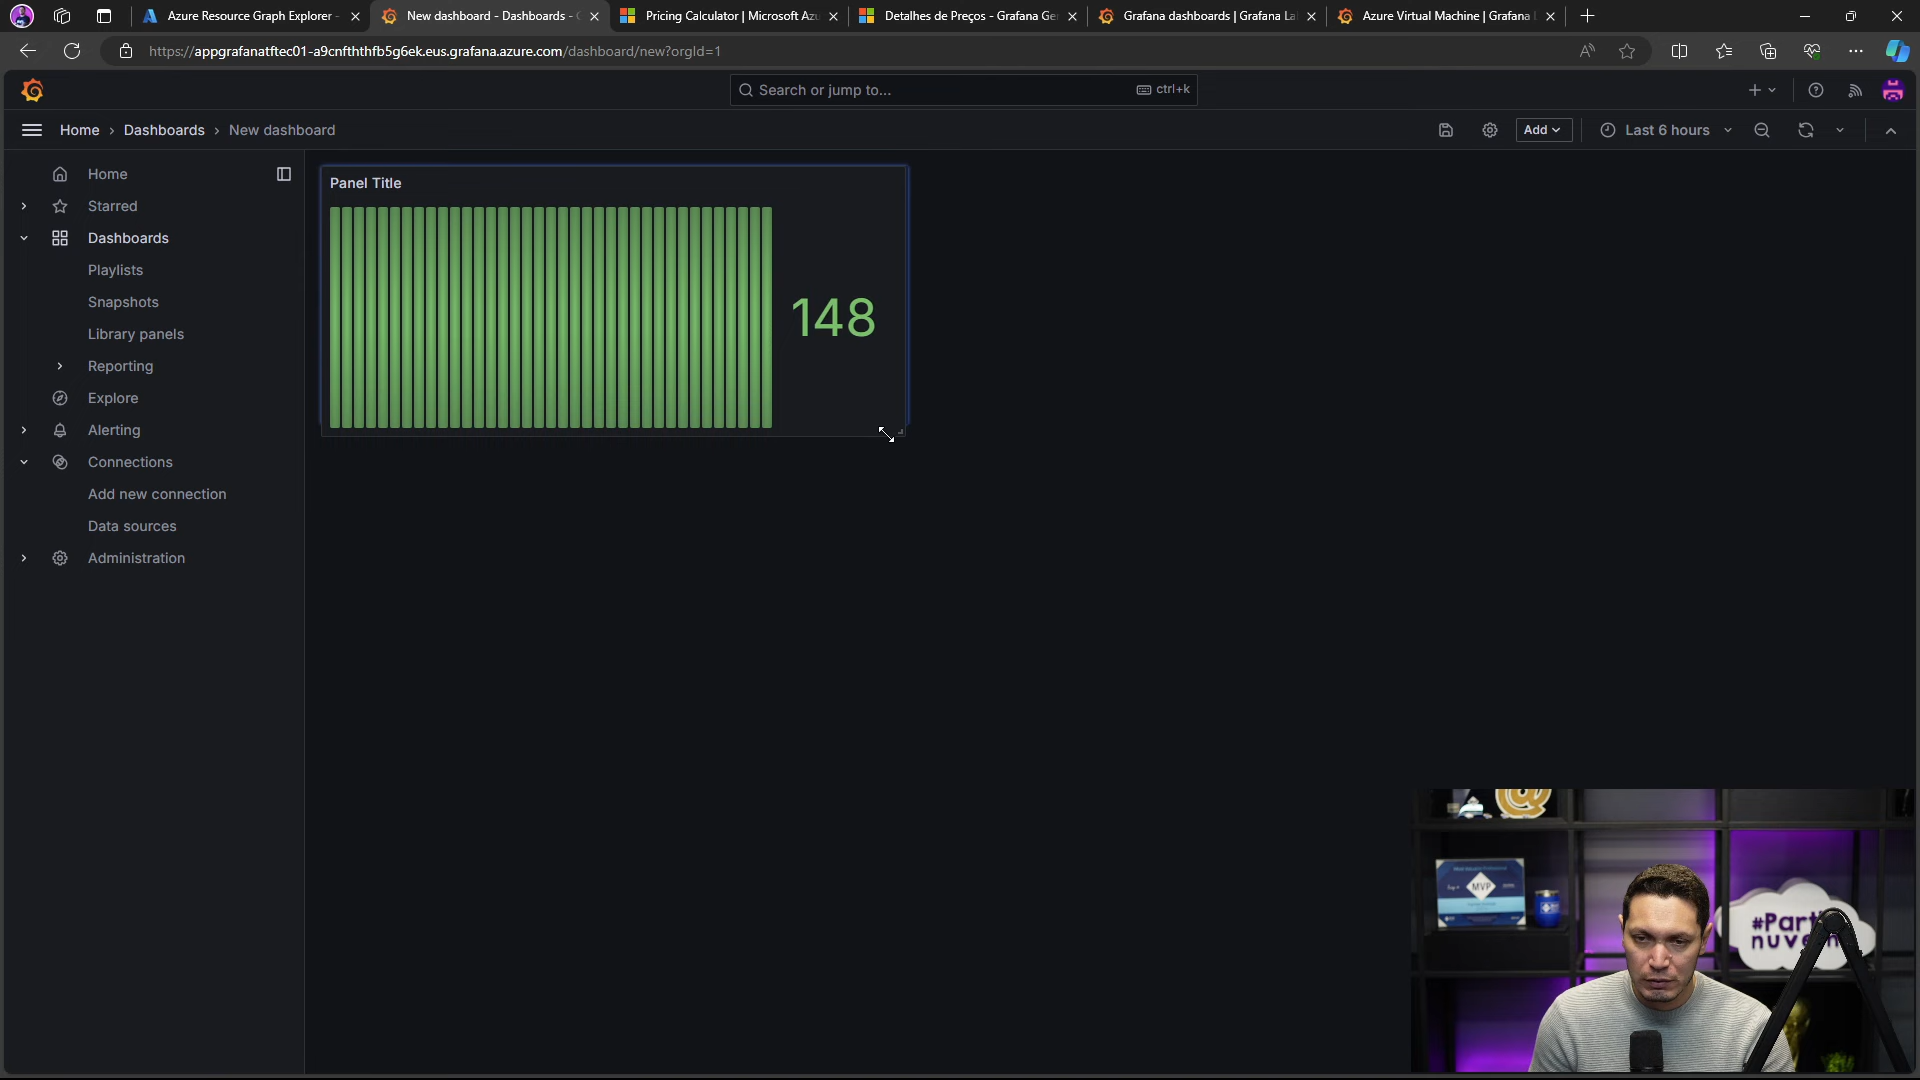 Azure Resource Graph Explorer -
New dashboard - Dashboards -
Pricing Calculator | Microsoft Azu
Detalhes de Preços - Grafana Ge
Grafana dashboards | Grafana La
Azure Virtual Machine | Grafana
https://appgrafanatftec01-a9cnfththfb5g6ek.eus.grafana.azure.com/dashboard/new?orgId=1
Search or jump to...
ctrl+k
Home › Dashboards › New dashboard
Add
Last 6 hours
Home
Starred
Dashboards
Playlists
Snapshots
Library panels
Reporting
Explore
Alerting
Connections
Add new connection
Data sources
Administration
Panel Title
148
MVP
#Part
nuvem